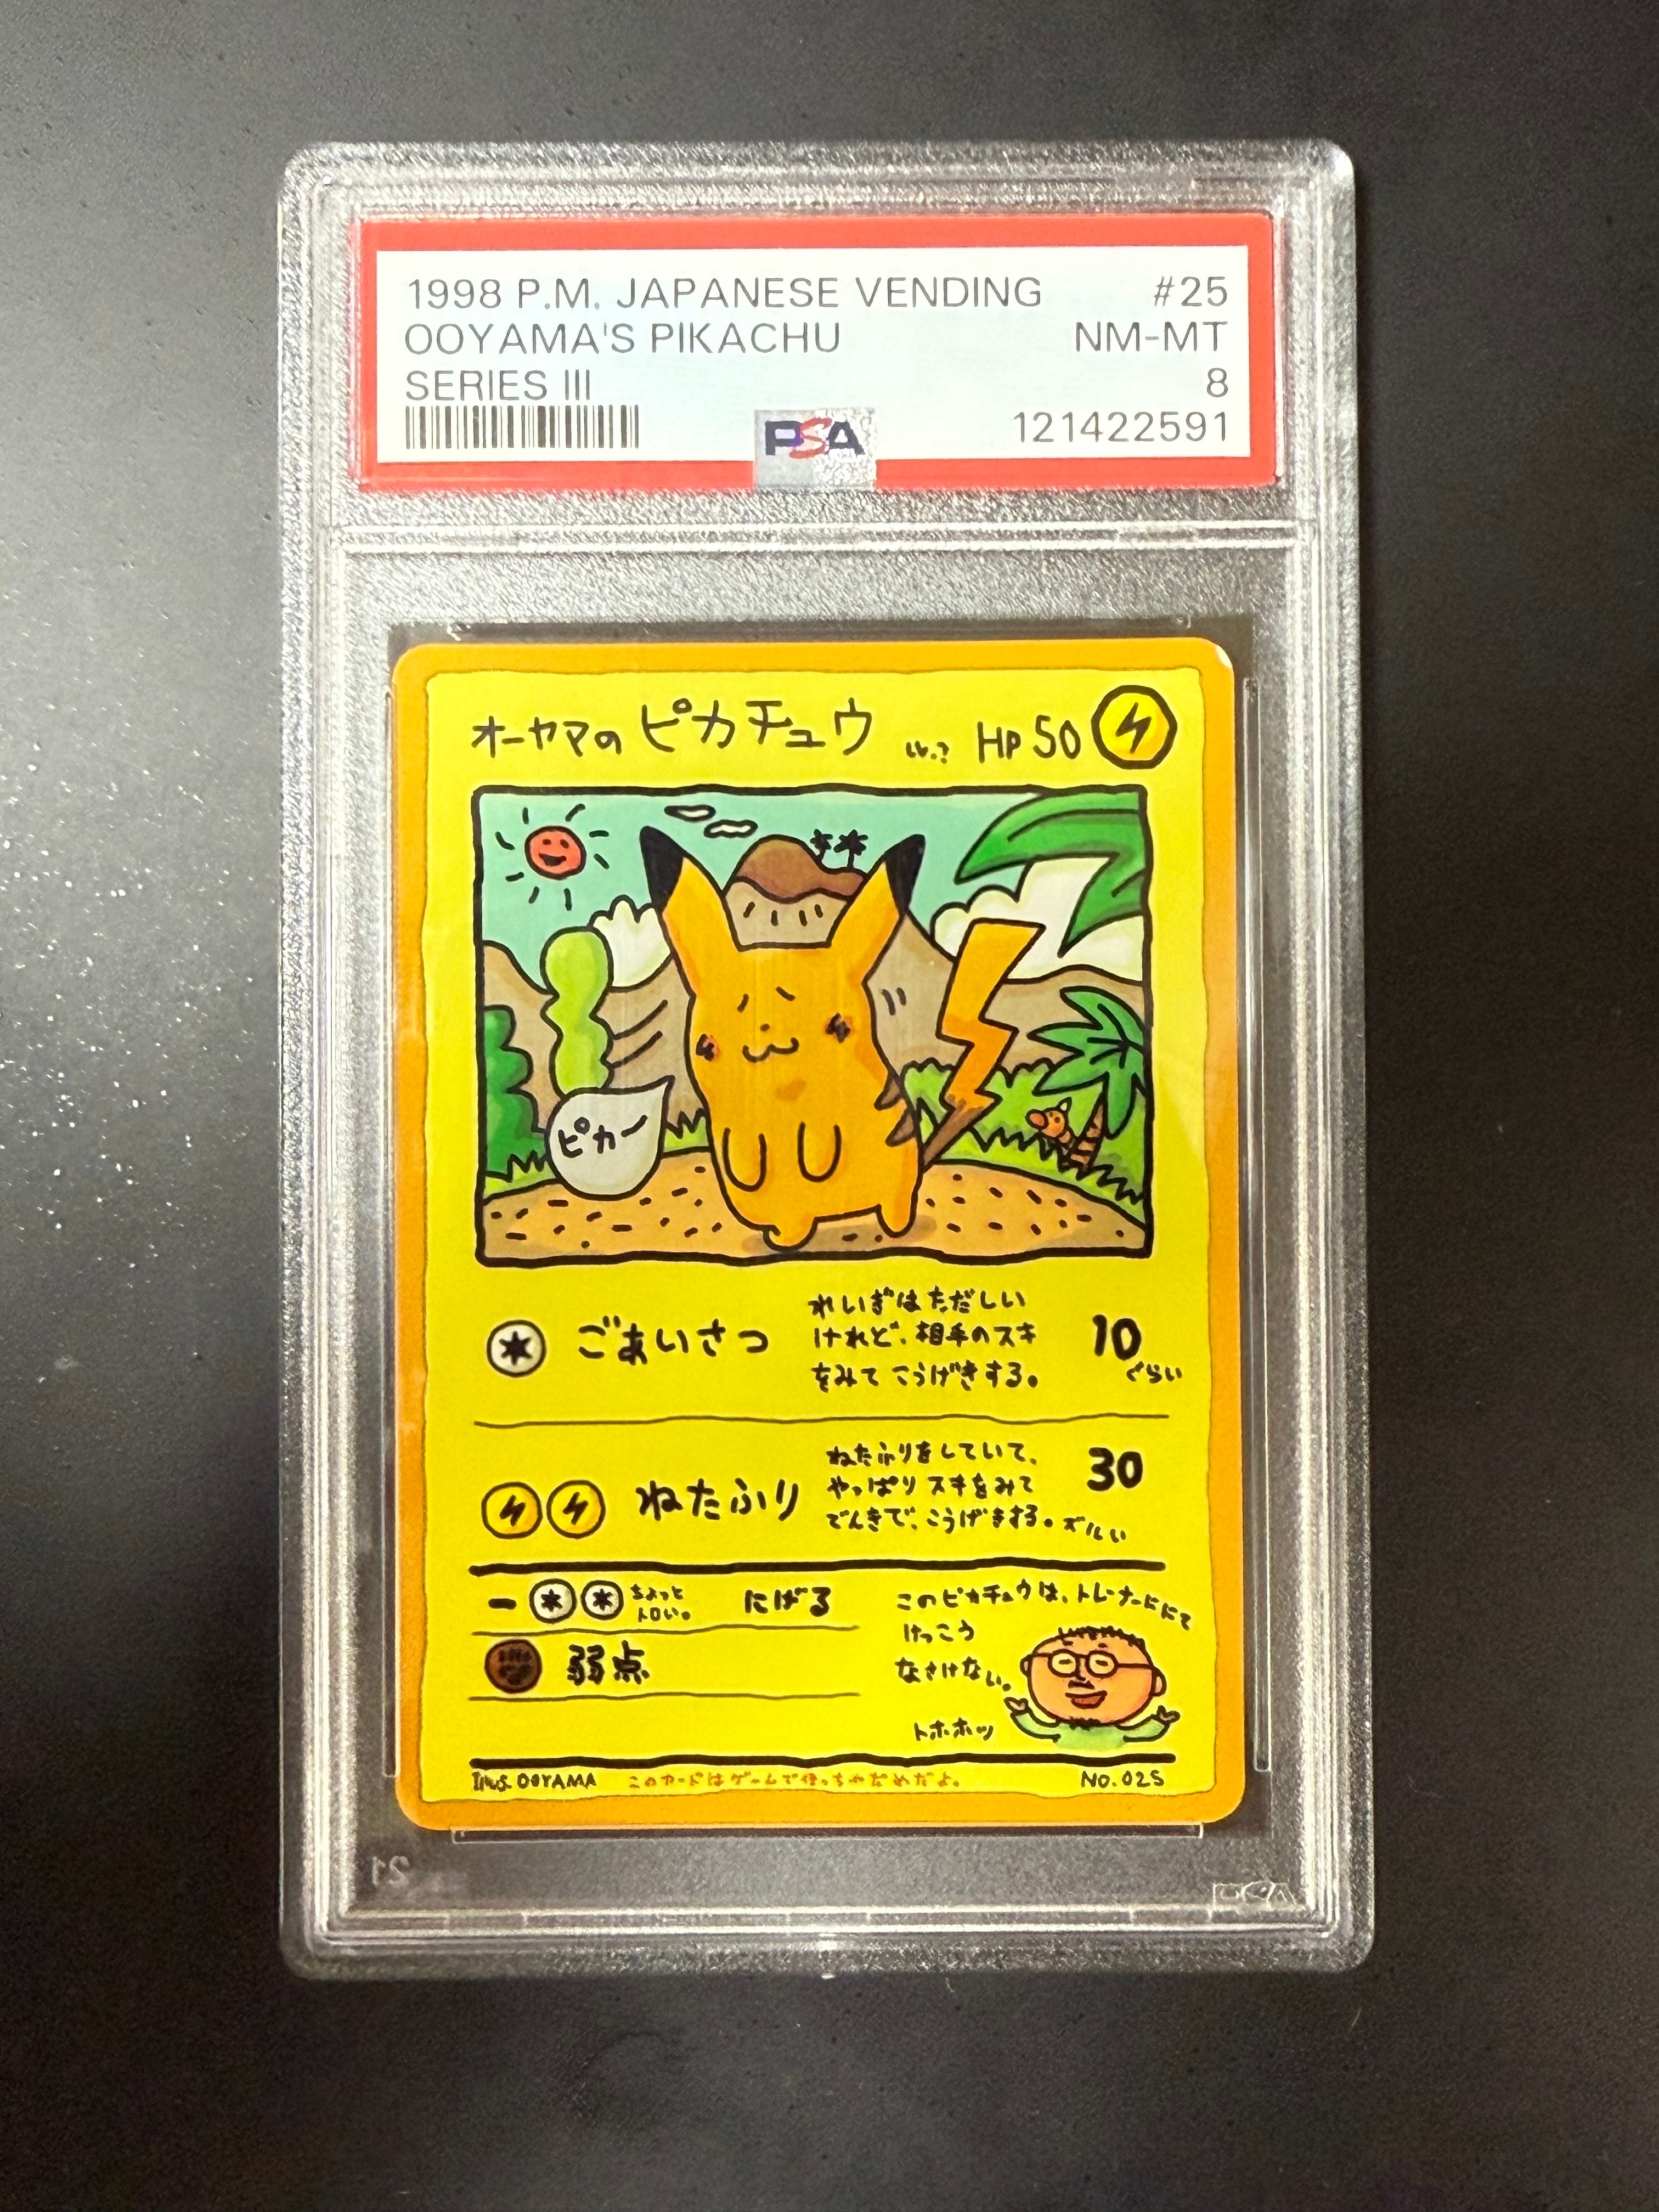 1998 P.M. JAPANESE VENDING #25
OOYAMA'S PIKACHU NM-MT
SERIES III 8
PSA 121422591
オーヤマのピカチュウ LV.? HP 50
ピカー
ごあいさつ
れいぎはただしい
けれど、相手のスキ
をみてこうげきする。
10
ぐらい
ねたふり
ねたふりをしていて、
やっぱりスキをみて
でんきで、こうげきする。ズルい
30
ー ちょっと
トロい。
にげる
弱点
このピカチュウは、トレーナーににて
けっこう
なさけない。
トホホッ
Illus. OOYAMA このカードはゲームで使っちゃだめだよ。 NO. 025
21